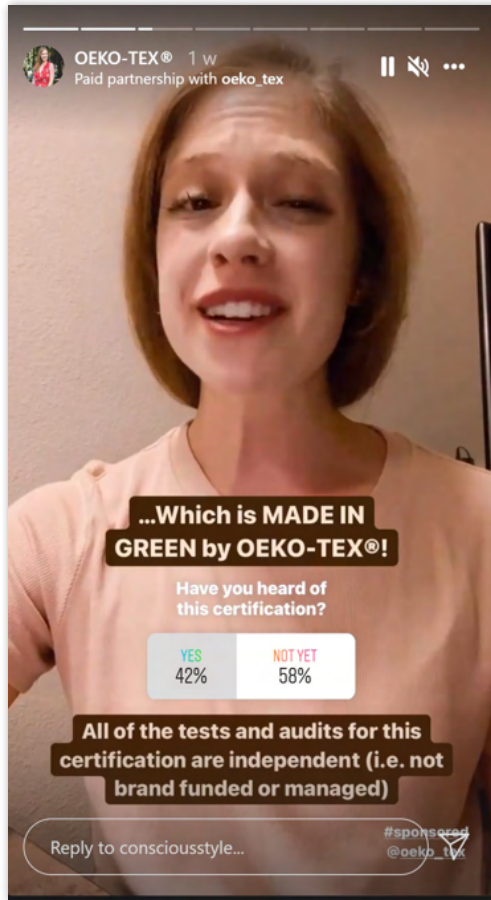 OEKO-TEX® 1 w
Paid partnership with oeko_tex
...Which is MADE IN
GREEN by OEKO-TEX®!
Have you heard of
this certification?
YES NOT YET
42% 58%
All of the tests and audits for this
certification are independent (i.e. not
brand funded or managed)
#sponsored
Reply to consciousstyle...
@oeko_tex